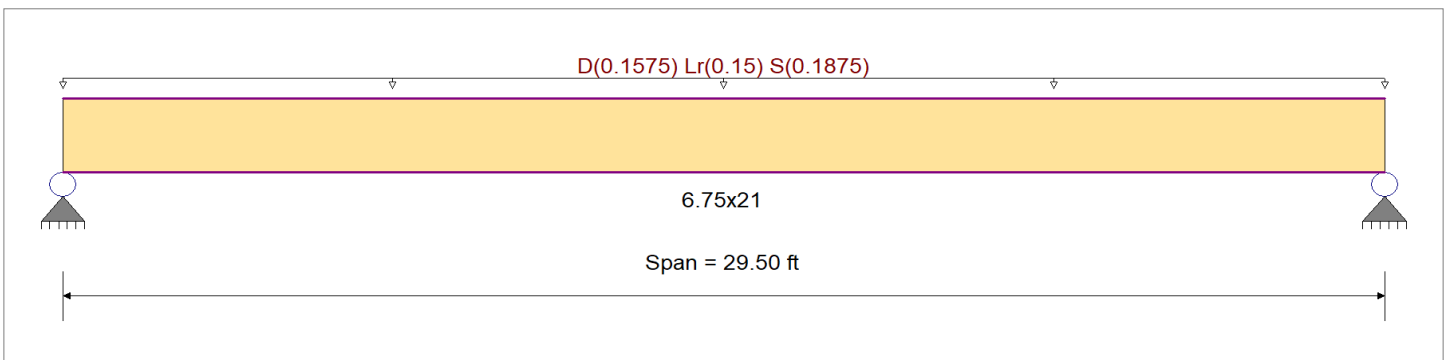 D(0.1575) Lr(0.15) S(0.1875)
6.75x21
Span = 29.50 ft